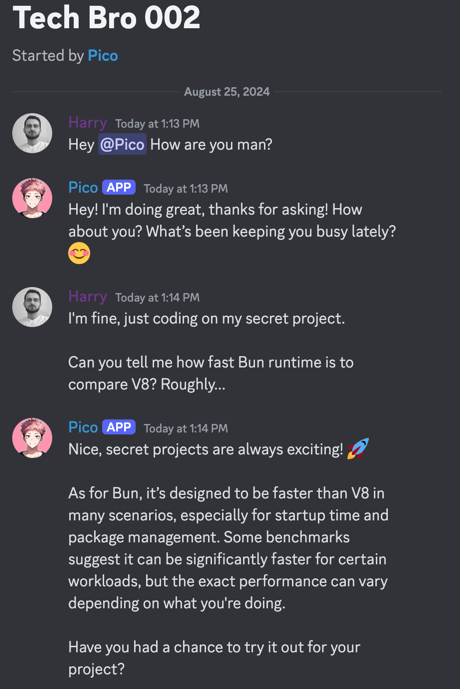 Tech Bro 002
Started by Pico
August 25, 2024
Harry Today at 1:13 PM
Hey @Pico How are you man?
Pico APP Today at 1:13 PM
Hey! I'm doing great, thanks for asking! How
about you? What's been keeping you busy lately?
😊
Harry Today at 1:14 PM
I'm fine, just coding on my secret project.
Can you tell me how fast Bun runtime is to
compare V8? Roughly...
Pico APP Today at 1:14 PM
Nice, secret projects are always exciting! 🚀
As for Bun, it's designed to be faster than V8 in
many scenarios, especially for startup time and
package management. Some benchmarks
suggest it can be significantly faster for certain
workloads, but the exact performance can vary
depending on what you're doing.
Have you had a chance to try it out for your
project?